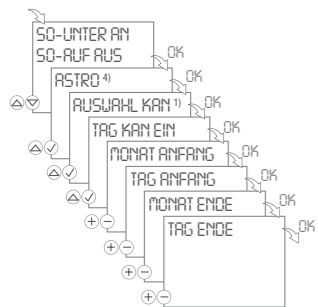 SO-UNTER AN
SO-AUF AUS
OK
ASTRO 4)
OK
AUSWAHL KAN 1)
OK
TAG KAN EIN
OK
MONAT ANFANG
OK
TAG ANFANG
OK
MONAT ENDE
OK
TAG ENDE
OK